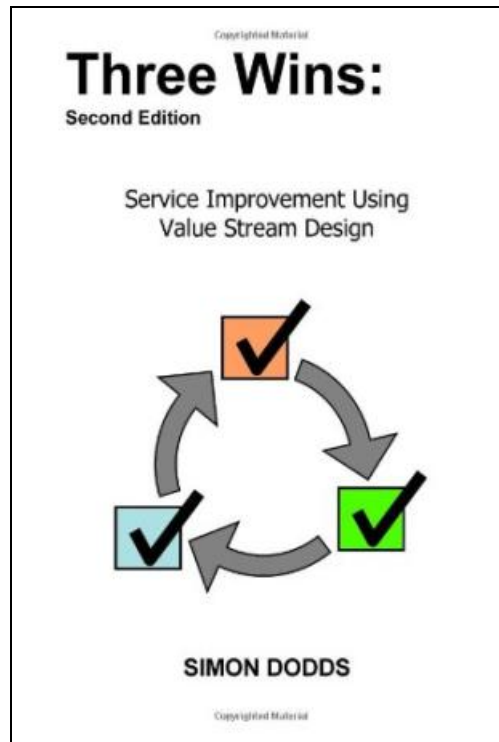 Copyrighted Material
Three Wins:
Second Edition
Service Improvement Using
Value Stream Design
SIMON DODDS
Copyrighted Material